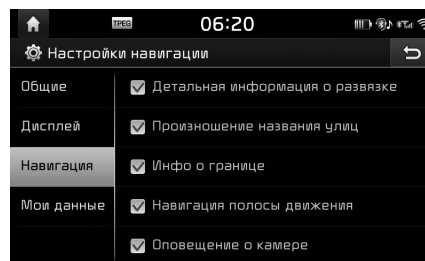 TPEG 06:20
Настройки навигации
Общие
Детальная информация о развязке
Дисплей
Произношение названия улиц
Навигация
Инфо о границе
Мои данные
Навигация полосы движения
Оповещение о камере